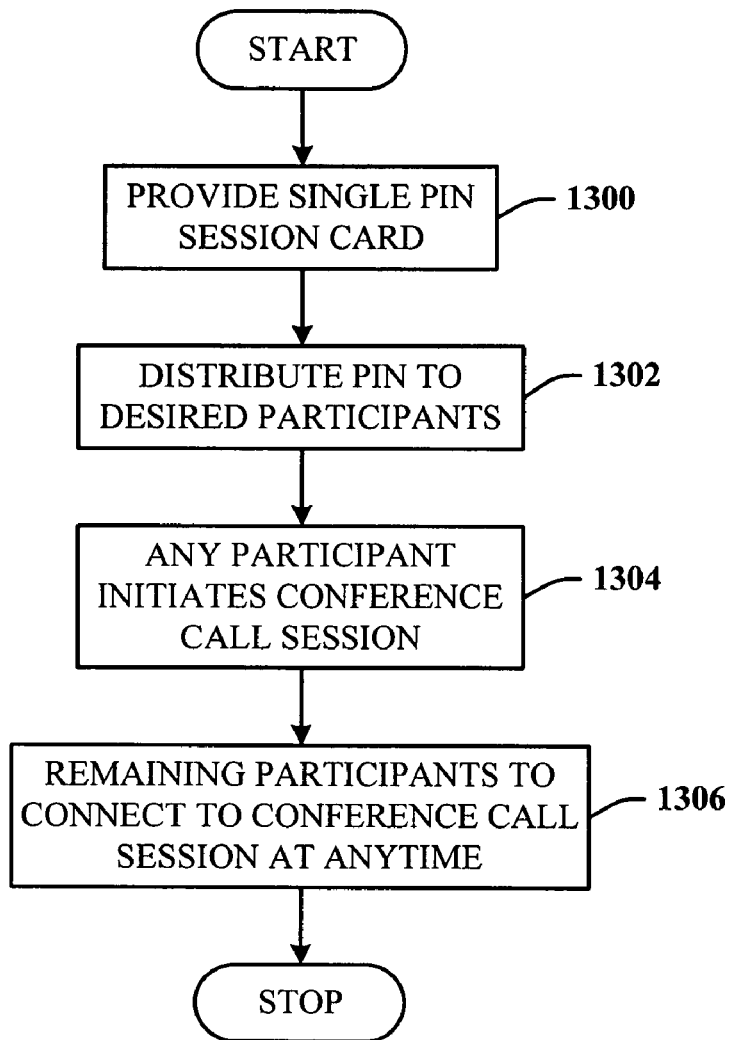 START
PROVIDE SINGLE PIN
SESSION CARD
1300
DISTRIBUTE PIN TO
DESIRED PARTICIPANTS
1302
ANY PARTICIPANT
INITIATES CONFERENCE
CALL SESSION
1304
REMAINING PARTICIPANTS TO
CONNECT TO CONFERENCE CALL
SESSION AT ANYTIME
1306
STOP